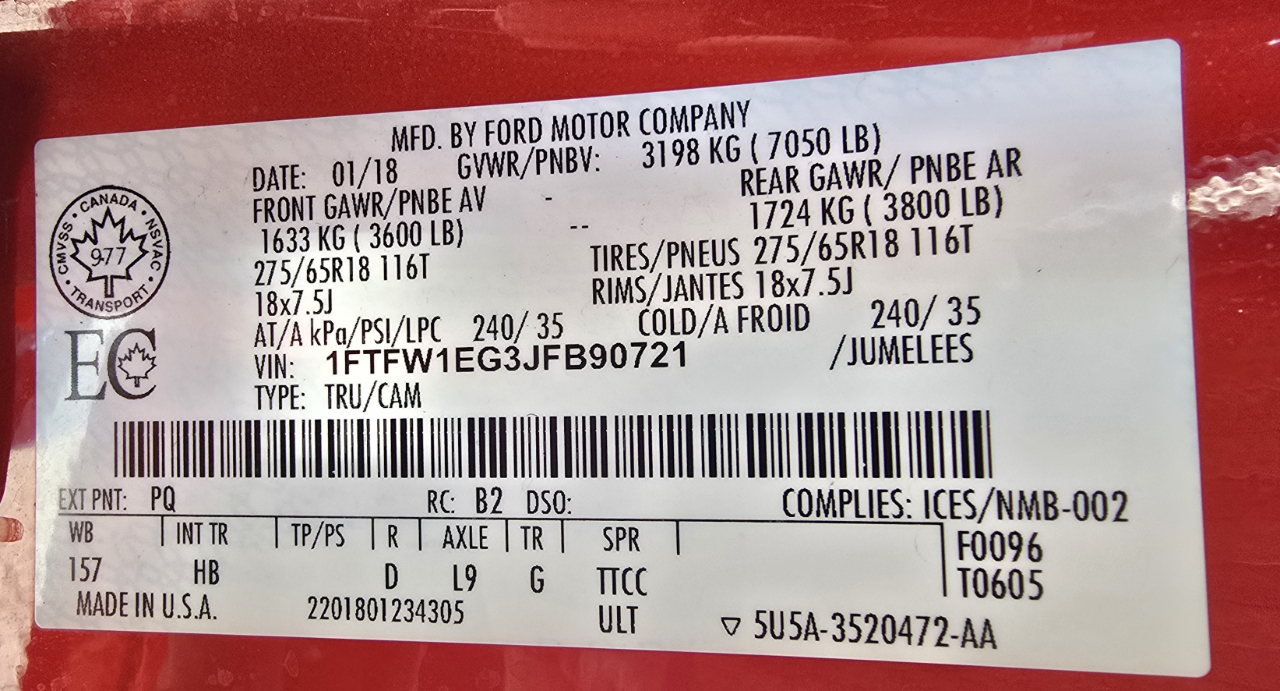 MFD. BY FORD MOTOR COMPANY
DATE: 01/18 GVWR/PNBV: 3198 KG ( 7050 LB)
FRONT GAWR/PNBE AV - REAR GAWR/ PNBE AR
1633 KG ( 3600 LB) -- 1724 KG ( 3800 LB)
275/65R18 116T TIRES/PNEUS 275/65R18 116T
18x7.5J RIMS/JANTES 18x7.5J
AT/A kPa/PSI/LPC 240/ 35 COLD/A FROID 240/ 35
VIN: 1FTFW1EG3JFB90721 /JUMELEES
TYPE: TRU/CAM
CANADA · NSVAC · TRANSPORT · CMVSS ·
977
EC
EXT PNT: PQ RC: B2 DSO: COMPLIES: ICES/NMB-002
WB | INT TR | TP/PS | R | AXLE | TR | SPR | F0096
157 HB D L9 G TTCC T0605
MADE IN U.S.A. 2201801234305 ULT ▽ 5U5A-3520472-AA